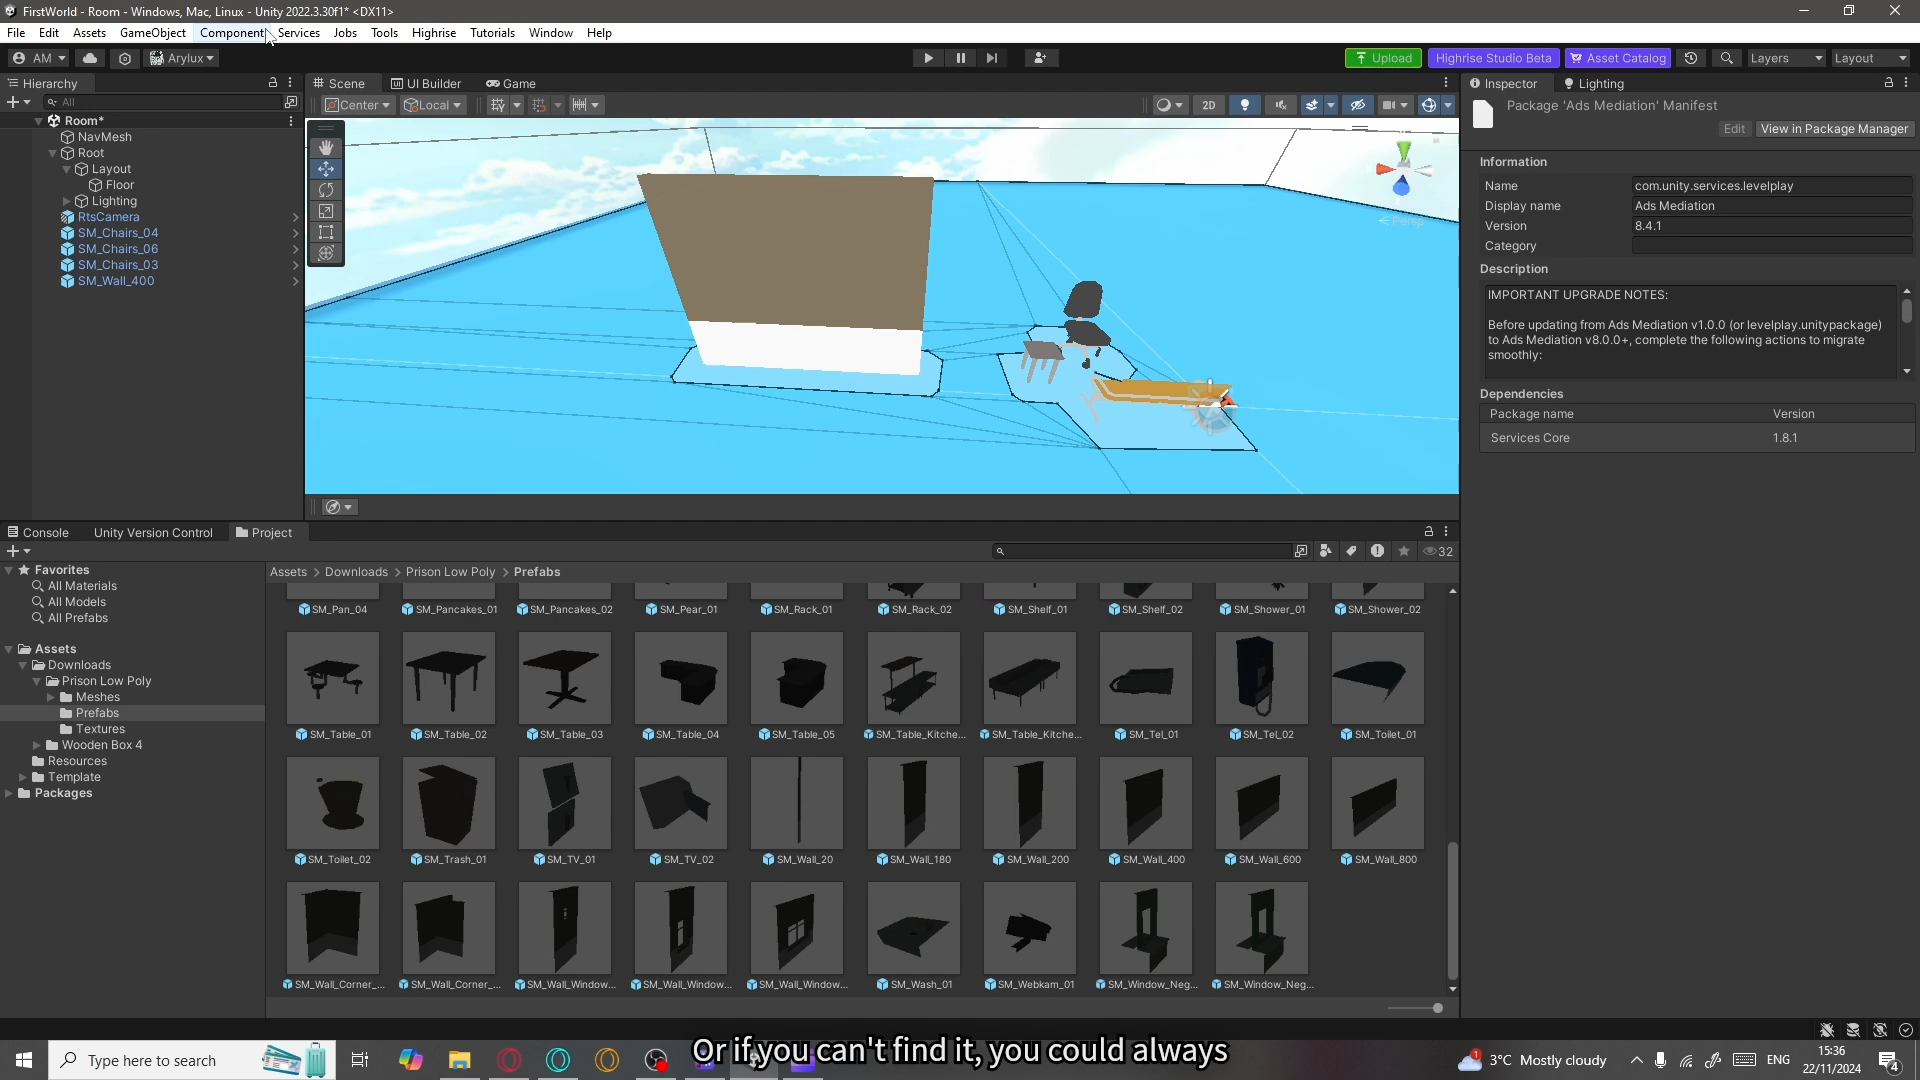 FirstWorld - Room - Windows, Mac, Linux - Unity 2022.3.30f1* <DX11>
File Edit Assets GameObject Component Services Jobs Tools Highrise Tutorials Window Help
AM Arylux Upload Highrise Studio Beta Asset Catalog Layers Layout
Hierarchy
All
Room*
NavMesh
Root
Layout
Floor
Lighting
RtsCamera
SM_Chairs_04
SM_Chairs_06
SM_Chairs_03
SM_Wall_400
Scene UI Builder Game
Center Local 2D
Persp
Inspector Lighting
Package 'Ads Mediation' Manifest
Edit View in Package Manager
Information
Name com.unity.services.levelplay
Display name Ads Mediation
Version 8.4.1
Category
Description
IMPORTANT UPGRADE NOTES:
Before updating from Ads Mediation v1.0.0 (or levelplay.unitypackage)
to Ads Mediation v8.0.0+, complete the following actions to migrate
smoothly:
Dependencies
Package name Version
Services Core 1.8.1
Console Unity Version Control Project
32
Favorites
All Materials
All Models
All Prefabs
Assets
Downloads
Prison Low Poly
Meshes
Prefabs
Textures
Wooden Box 4
Resources
Template
Packages
Assets > Downloads > Prison Low Poly > Prefabs
SM_Pan_04 SM_Pancakes_01 SM_Pancakes_02 SM_Pear_01 SM_Rack_01 SM_Rack_02 SM_Shelf_01 SM_Shelf_02 SM_Shower_01 SM_Shower_02
SM_Table_01 SM_Table_02 SM_Table_03 SM_Table_04 SM_Table_05 SM_Table_Kitche... SM_Table_Kitche... SM_Tel_01 SM_Tel_02 SM_Toilet_01
SM_Toilet_02 SM_Trash_01 SM_TV_01 SM_TV_02 SM_Wall_20 SM_Wall_180 SM_Wall_200 SM_Wall_400 SM_Wall_600 SM_Wall_800
SM_Wall_Corner_... SM_Wall_Corner_... SM_Wall_Window... SM_Wall_Window... SM_Wall_Window... SM_Wash_01 SM_Webkam_01 SM_Window_Neg... SM_Window_Neg...
Or if you can't find it, you could always
Type here to search
1
3°C Mostly cloudy
ENG
15:36
22/11/2024
4